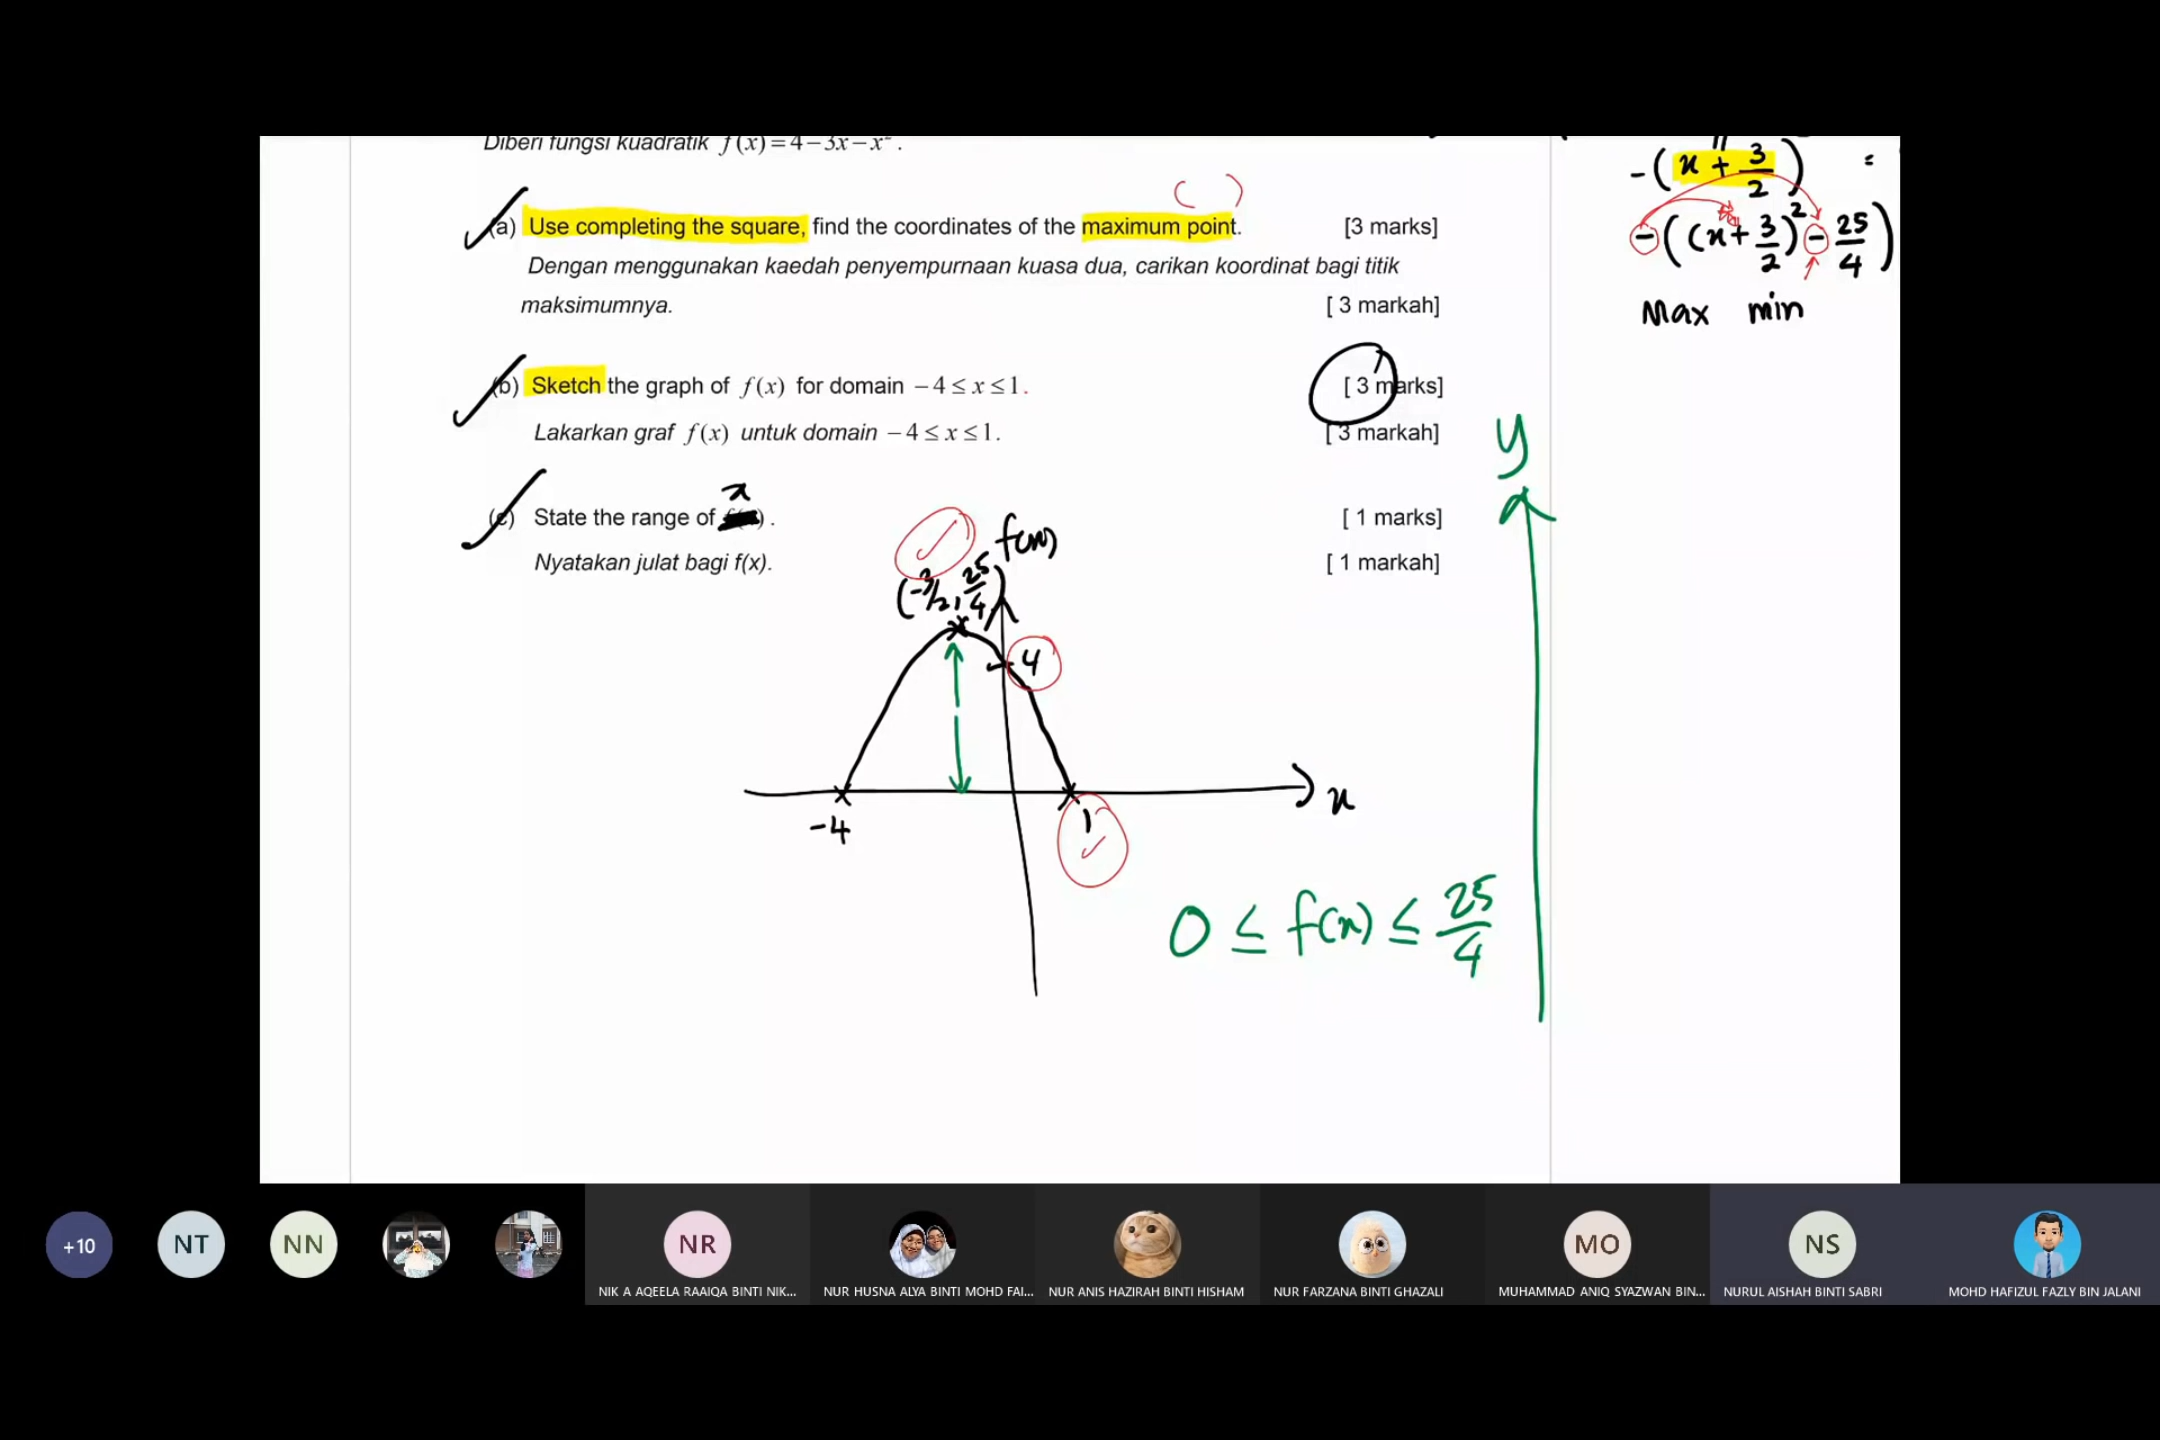 Diberi fungsi kuadratik f(x)=4−3x−x² .
(a) Use completing the square, find the coordinates of the maximum point. [3 marks]
Dengan menggunakan kaedah penyempurnaan kuasa dua, carikan koordinat bagi titik
maksimumnya. [ 3 markah]
(b) Sketch the graph of f(x) for domain −4≤x≤1. [ 3 marks]
Lakarkan graf f(x) untuk domain −4≤x≤1. [ 3 markah]
(c) State the range of x . [ 1 marks]
Nyatakan julat bagi f(x). [ 1 markah]
-(x + 3/2)² =
-((x + 3/2)² - 25/4)
Max min
y
f(x)
(-3/2, 25/4)
4
x
-4
1
0 ≤ f(x) ≤ 25/4
+10
NT
NN
NR
MO
NS
NIK A AQEELA RAAIQA BINTI NIK...
NUR HUSNA ALYA BINTI MOHD FAI...
NUR ANIS HAZIRAH BINTI HISHAM
NUR FARZANA BINTI GHAZALI
MUHAMMAD ANIQ SYAZWAN BIN...
NURUL AISHAH BINTI SABRI
MOHD HAFIZUL FAZLY BIN JALANI